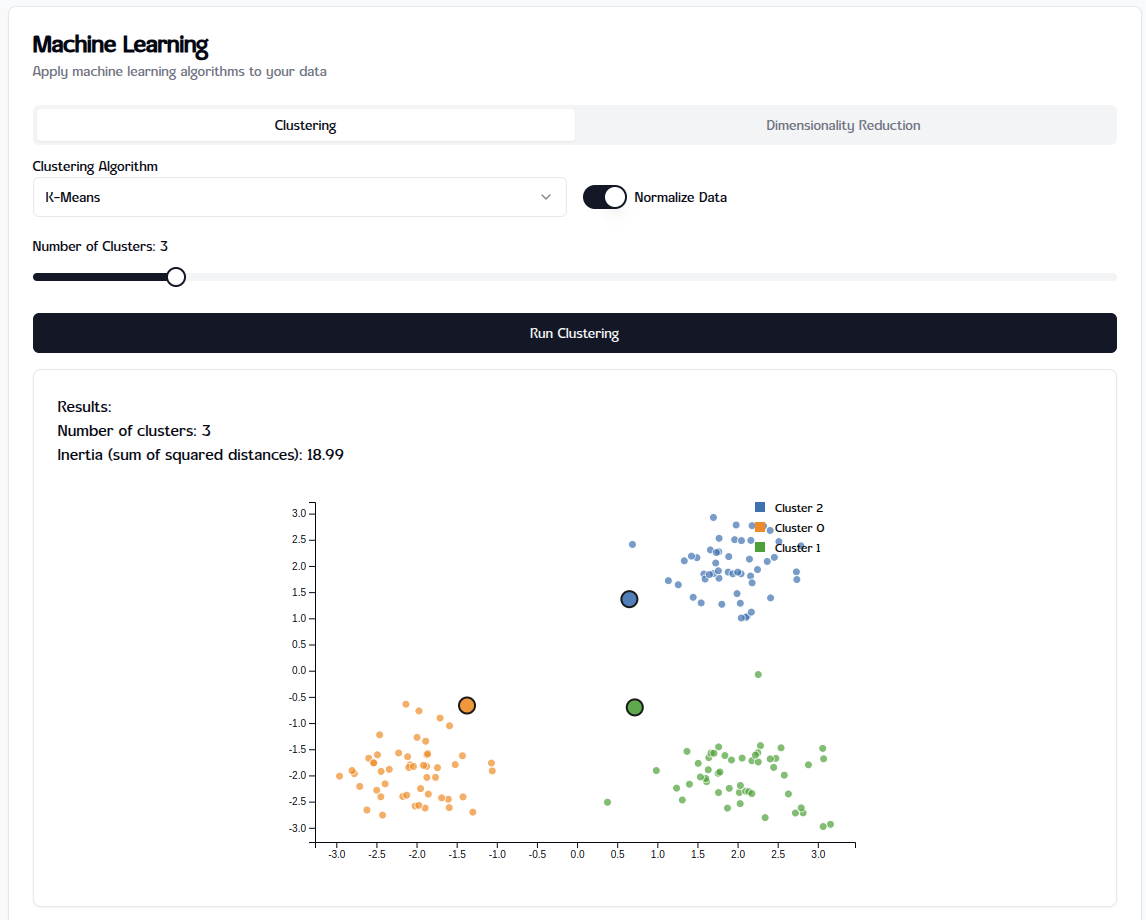 Machine Learning
Apply machine learning algorithms to your data
Clustering
Dimensionality Reduction
Clustering Algorithm
K-Means
Normalize Data
Number of Clusters: 3
Run Clustering
Results:
Number of clusters: 3
Inertia (sum of squared distances): 18.99
Cluster 2
Cluster 0
Cluster 1
3.0
2.5
2.0
1.5
1.0
0.5
0.0
-0.5
-1.0
-1.5
-2.0
-2.5
-3.0
-3.0 -2.5 -2.0 -1.5 -1.0 -0.5 0.0 0.5 1.0 1.5 2.0 2.5 3.0